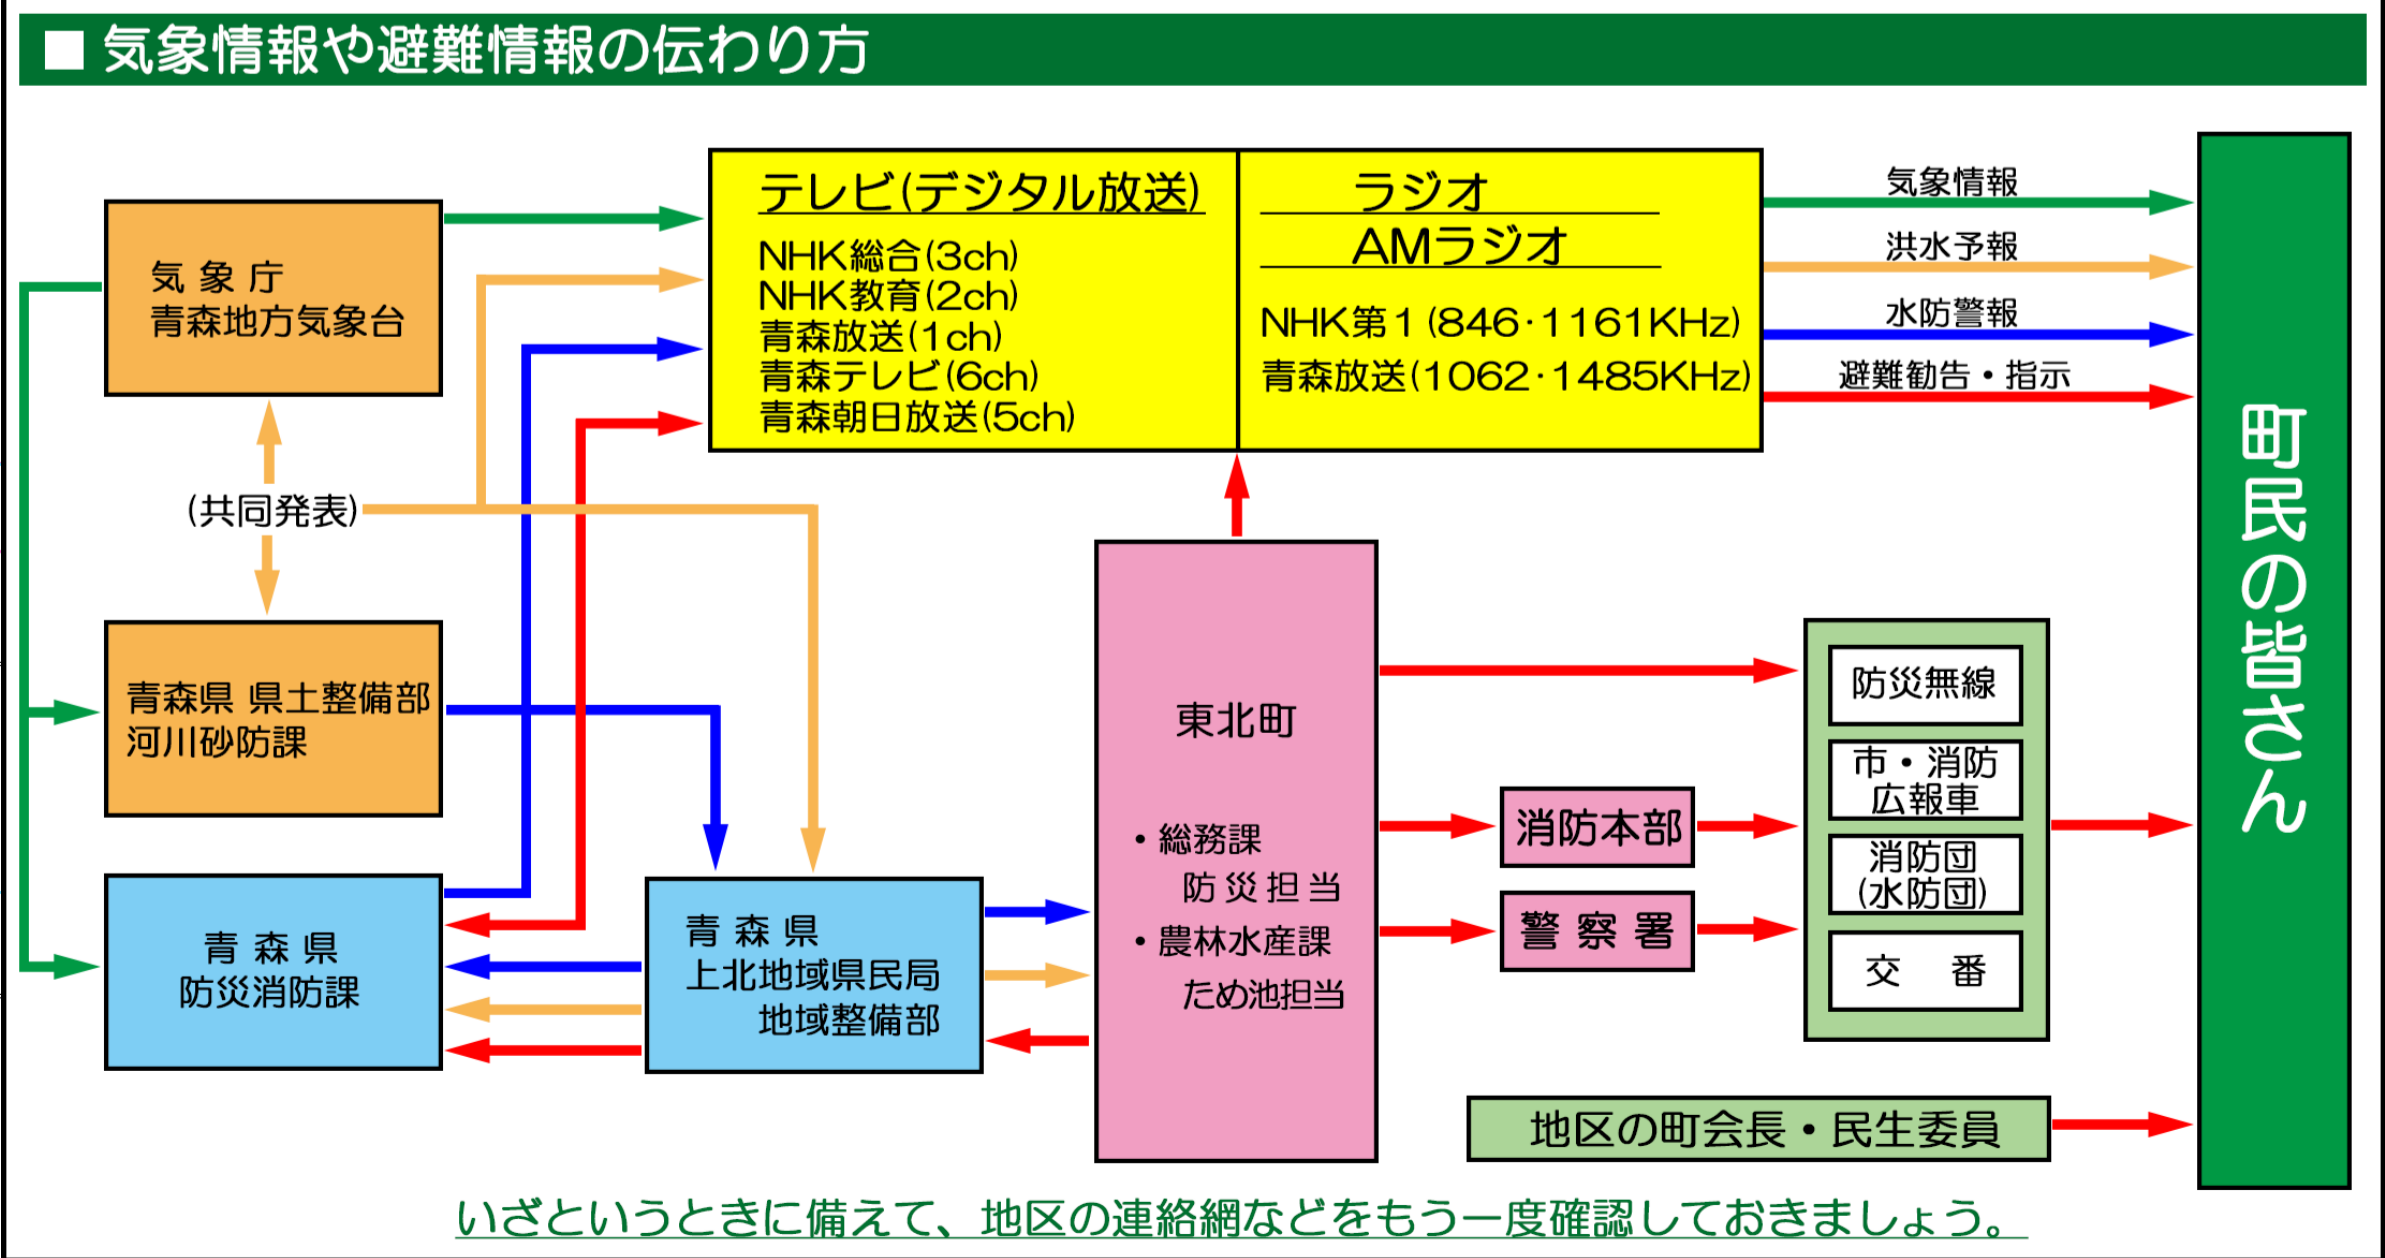 ■ 気象情報や避難情報の伝わり方
気象庁
青森地方気象台
(共同発表)
青森県 県土整備部
河川砂防課
青森県
防災消防課
テレビ(デジタル放送)
NHK総合(3ch)
NHK教育(2ch)
青森放送(1ch)
青森テレビ(6ch)
青森朝日放送(5ch)
ラジオ
AMラジオ
NHK第1(846·1161KHz)
青森放送(1062·1485KHz)
気象情報
洪水予報
水防警報
避難勧告・指示
青森県
上北地域県民局
地域整備部
東北町
・総務課
防災担当
・農林水産課
ため池担当
消防本部
警察署
防災無線
市・消防
広報車
消防団
(水防団)
交番
地区の町会長・民生委員
町民の皆さん
いざというときに備えて、地区の連絡網などをもう一度確認しておきましょう。